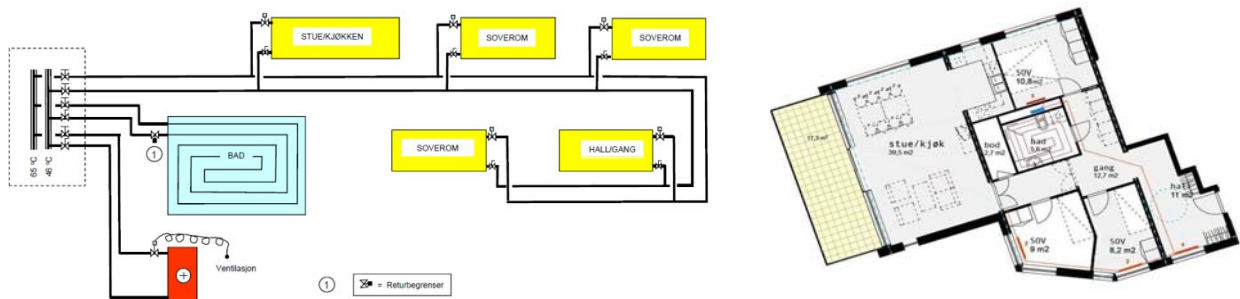 STUE/KJØKKEN
SOVEROM
SOVEROM
SOVEROM
HALL/GANG
BAD
65 ºC
46 ºC
1
Ventilasjon
1
= Returbegrenser
17,3 m²
stue/kjøk
39,5 m2
SOV
10,8 m2
bod
2,7 m2
bad
5,6 m2
gang
12,7 m2
hall
11 m2
SOV
9 m2
SOV
8,2 m2